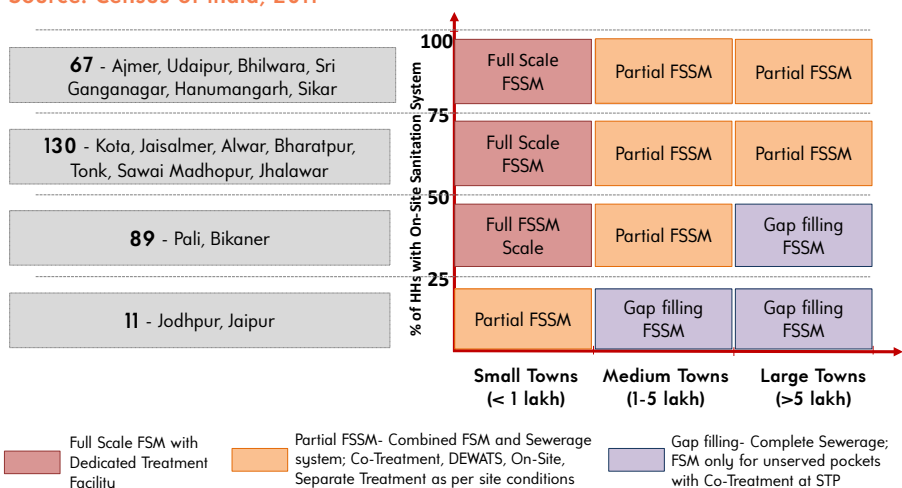 Source: Census of India, 2011
67 - Ajmer, Udaipur, Bhilwara, Sri
Ganganagar, Hanumangarh, Sikar
130 - Kota, Jaisalmer, Alwar, Bharatpur,
Tonk, Sawai Madhopur, Jhalawar
89 - Pali, Bikaner
11 - Jodhpur, Jaipur
% of HHs with On-Site Sanitation System
100
75
50
25
Full Scale
FSSM
Partial FSSM
Partial FSSM
Full Scale
FSSM
Partial FSSM
Partial FSSM
Full FSSM
Scale
Partial FSSM
Gap filling
FSSM
Partial FSSM
Gap filling
FSSM
Gap filling
FSSM
Small Towns
(< 1 lakh)
Medium Towns
(1-5 lakh)
Large Towns
(>5 lakh)
Full Scale FSM with
Dedicated Treatment
Facility
Partial FSSM- Combined FSM and Sewerage
system; Co-Treatment, DEWATS, On-Site,
Separate Treatment as per site conditions
Gap filling- Complete Sewerage;
FSM only for unserved pockets
with Co-Treatment at STP